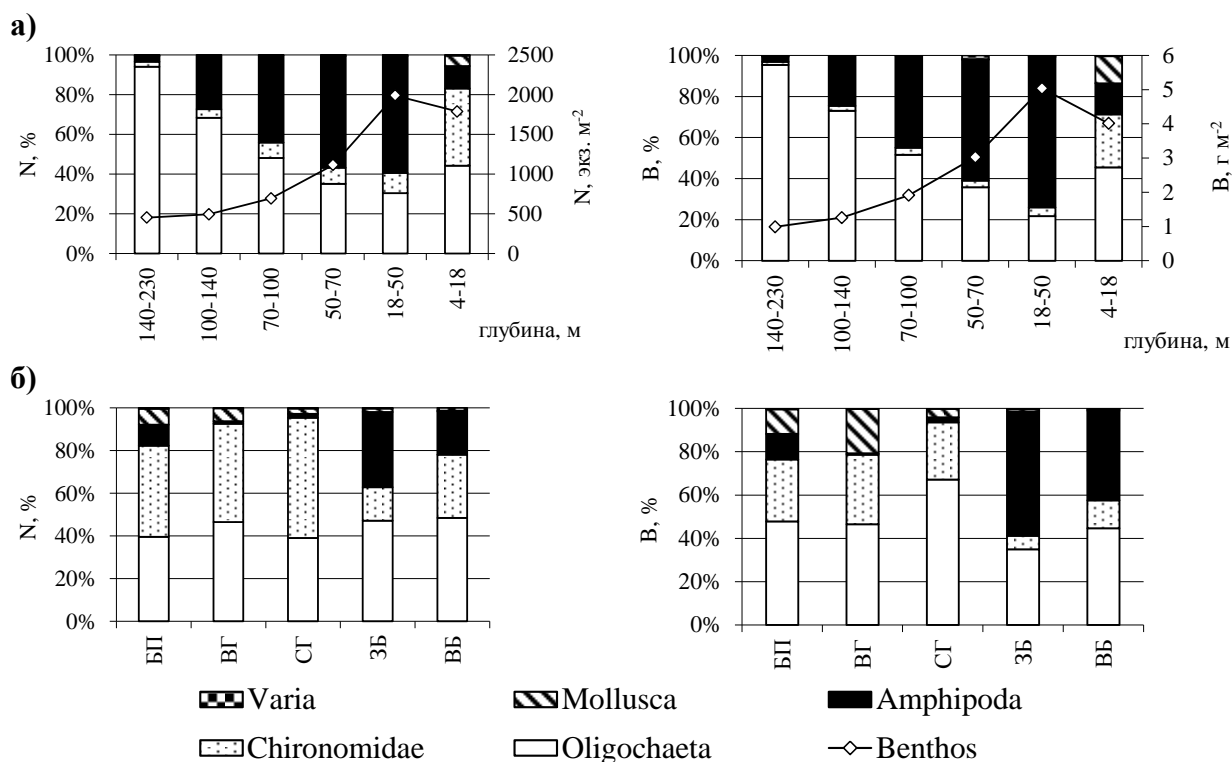 а)
N, %
100%
80%
60%
40%
20%
0%
2500
2000
1500
1000
500
0
N, экз. м-2
140-230
100-140
70-100
50-70
18-50
4-18
глубина, м
B, %
100%
80%
60%
40%
20%
0%
6
5
4
3
2
1
0
B, г м-2
140-230
100-140
70-100
50-70
18-50
4-18
глубина, м
б)
N, %
100%
80%
60%
40%
20%
0%
БП
ВГ
СГ
ЗБ
ВБ
B, %
100%
80%
60%
40%
20%
0%
БП
ВГ
СГ
ЗБ
ВБ
Varia
Mollusca
Amphipoda
Chironomidae
Oligochaeta
Benthos